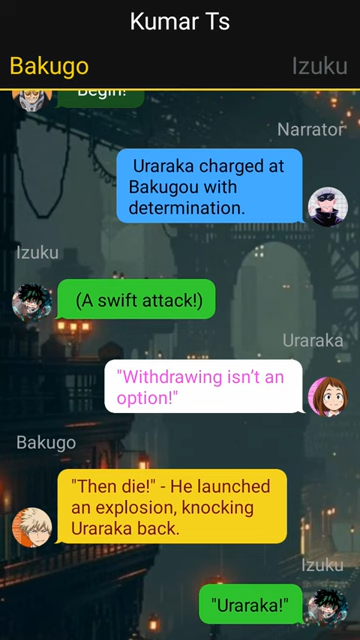 Kumar Ts
Bakugo
Izuku
Begin!
Narrator
Uraraka charged at
Bakugou with
determination.
Izuku
(A swift attack!)
Uraraka
"Withdrawing isn't an
option!"
Bakugo
"Then die!" - He launched
an explosion, knocking
Uraraka back.
Izuku
"Uraraka!"